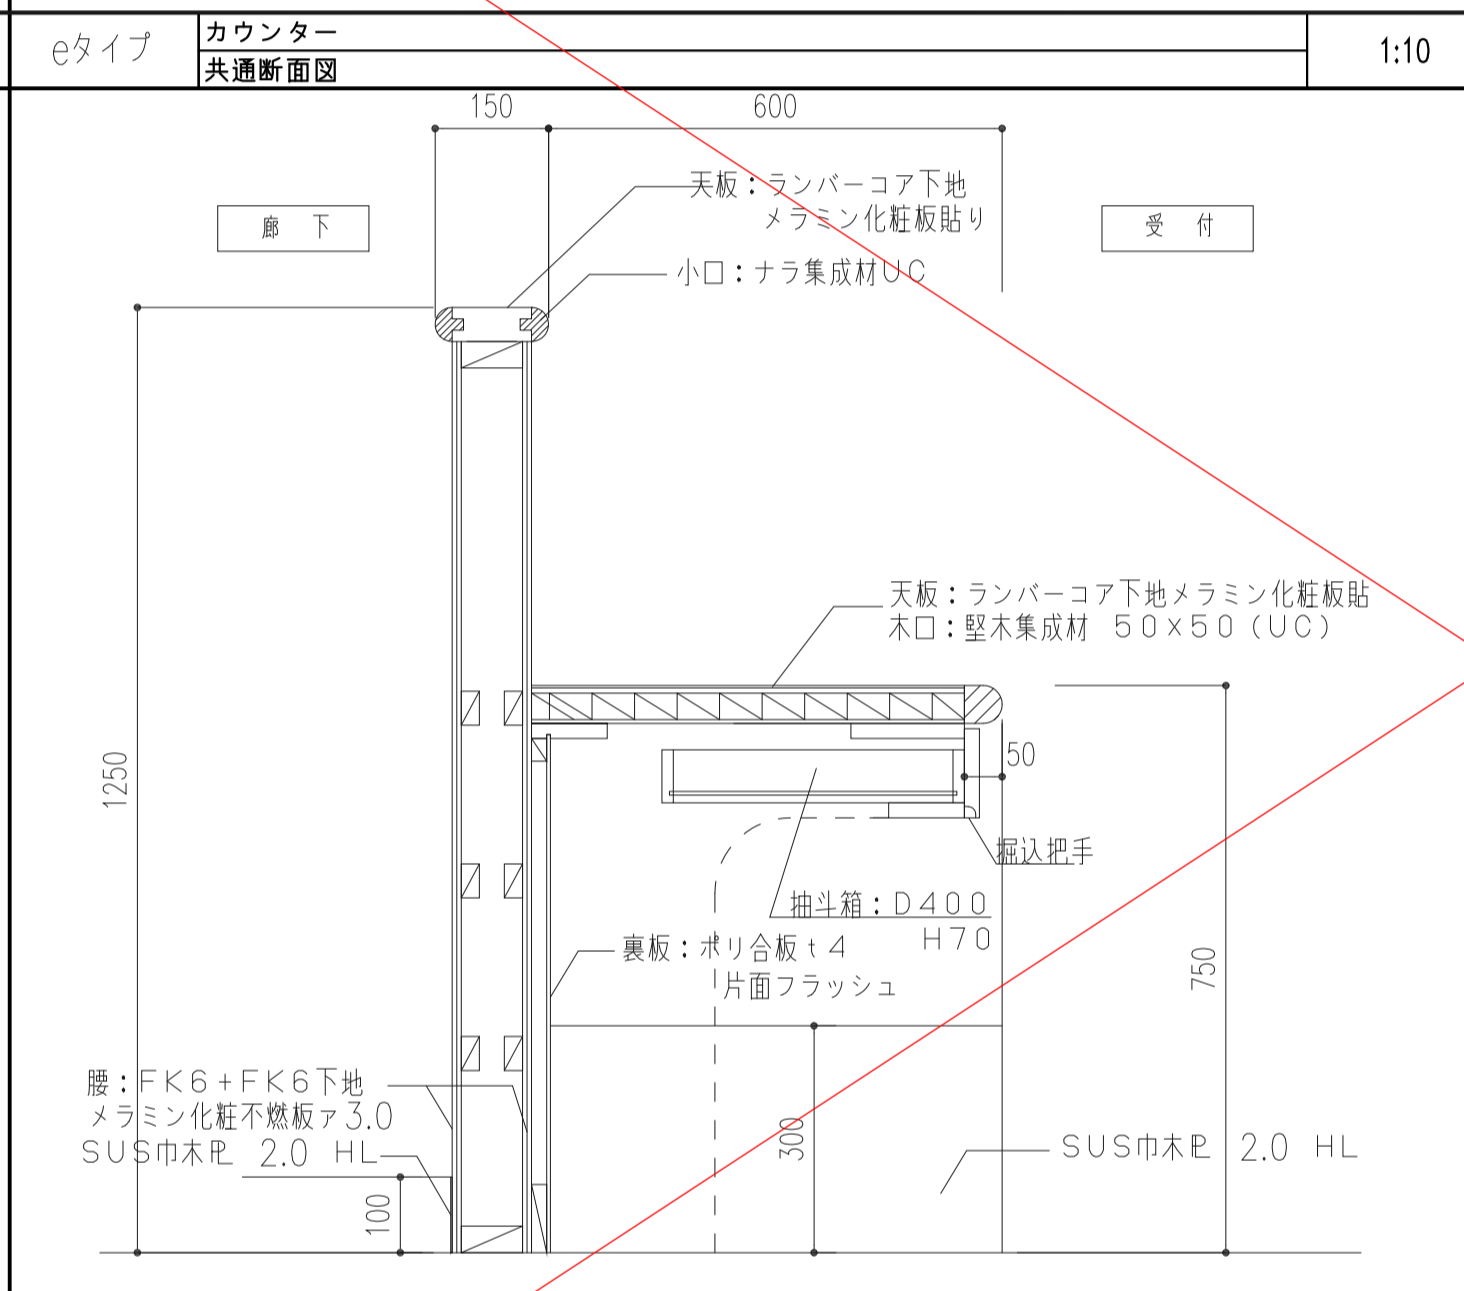 eタイプ
カウンター
共通断面図
1:10
150
600
廊 下
受 付
天板：ランバーコア下地
メラミン化粧板貼り
小口：ナラ集成材UC
1250
天板：ランバーコア下地メラミン化粧板貼
木口：堅木集成材 50×50(UC)
50
掘込把手
抽斗箱：D400
H70
裏板：ポリ合板t4
片面フラッシュ
750
腰：FK6+FK6下地
メラミン化粧不燃板ァ3.0
SUS巾木PL 2.0 HL
100
300
SUS巾木PL 2.0 HL